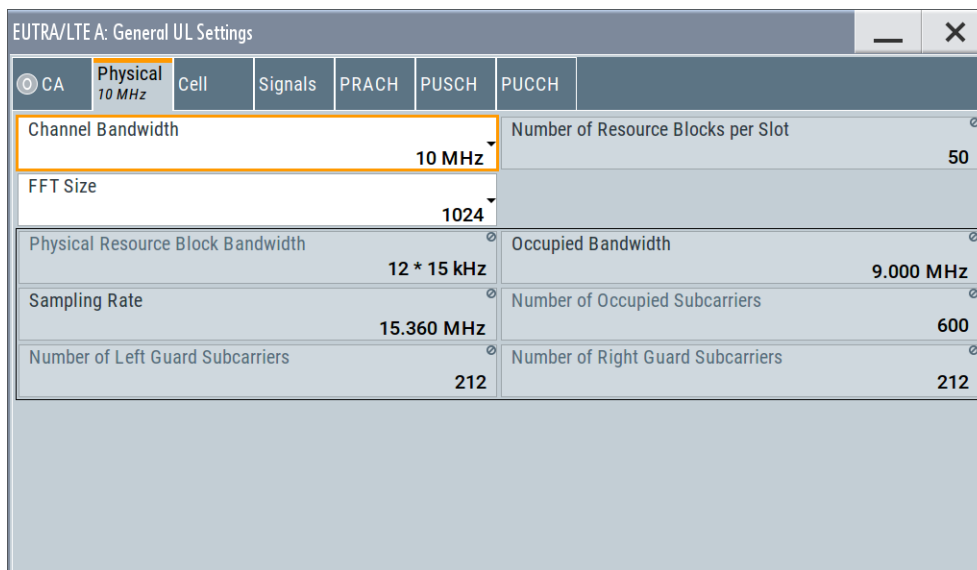 EUTRA/LTE A: General UL Settings
CA
Physical
10 MHz
Cell
Signals
PRACH
PUSCH
PUCCH
Channel Bandwidth
10 MHz
Number of Resource Blocks per Slot
50
FFT Size
1024
Physical Resource Block Bandwidth
12 * 15 kHz
Occupied Bandwidth
9.000 MHz
Sampling Rate
15.360 MHz
Number of Occupied Subcarriers
600
Number of Left Guard Subcarriers
212
Number of Right Guard Subcarriers
212